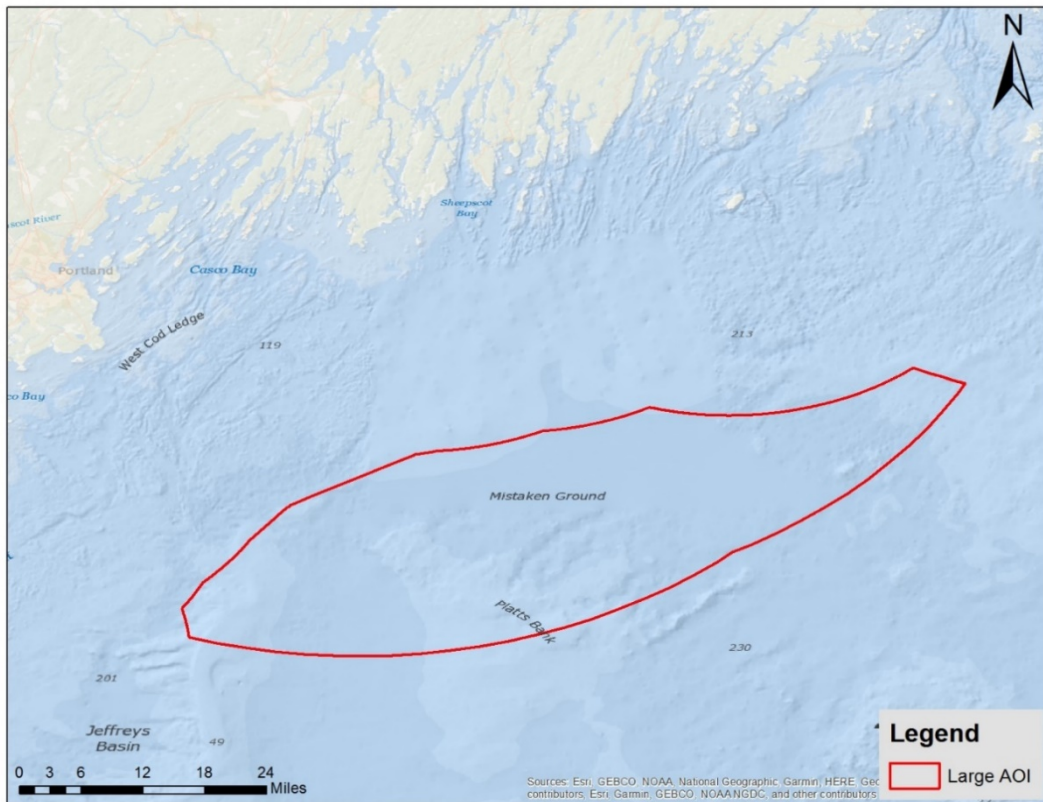 N
Sheepscot
Bay
scot River
Casco Bay
Portland
West Cod Ledge
119
213
co Bay
Mistaken Ground
Platts Bank
201
230
Jeffreys
Basin
49
0 3 6 12 18 24
Miles
Legend
Large AOI
Sources: Esri, GEBCO, NOAA, National Geographic, Garmin, HERE, Geo
contributors, Esri, Garmin, GEBCO, NOAA NGDC, and other contributors